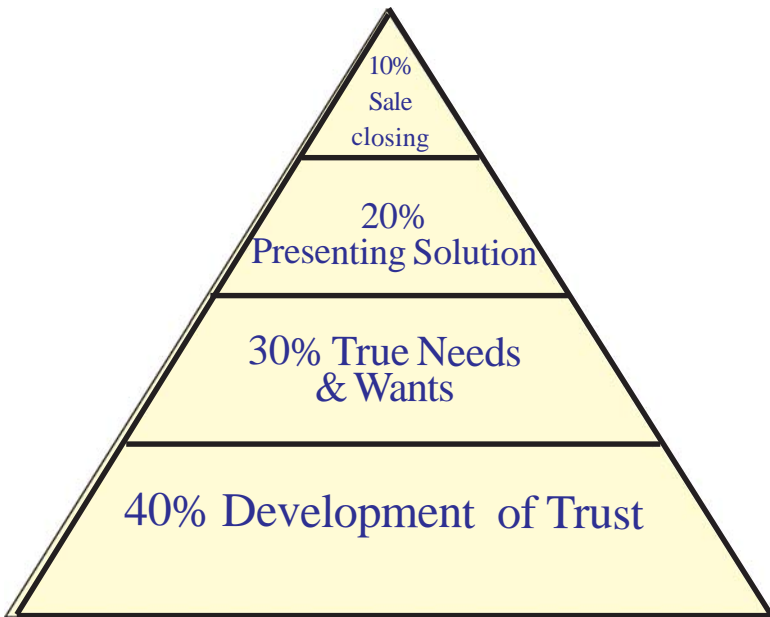 10%
Sale
closing
20%
Presenting Solution
30% True Needs
& Wants
40% Development of Trust